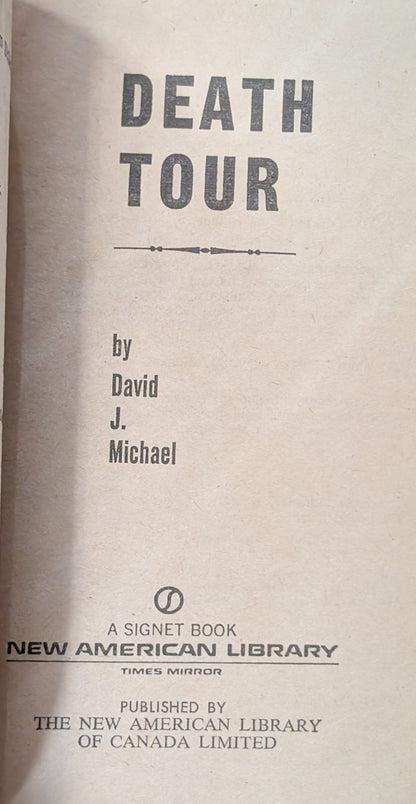 DEATH
TOUR
by
David
J.
Michael
A SIGNET BOOK
NEW AMERICAN LIBRARY
TIMES MIRROR
PUBLISHED BY
THE NEW AMERICAN LIBRARY
OF CANADA LIMITED